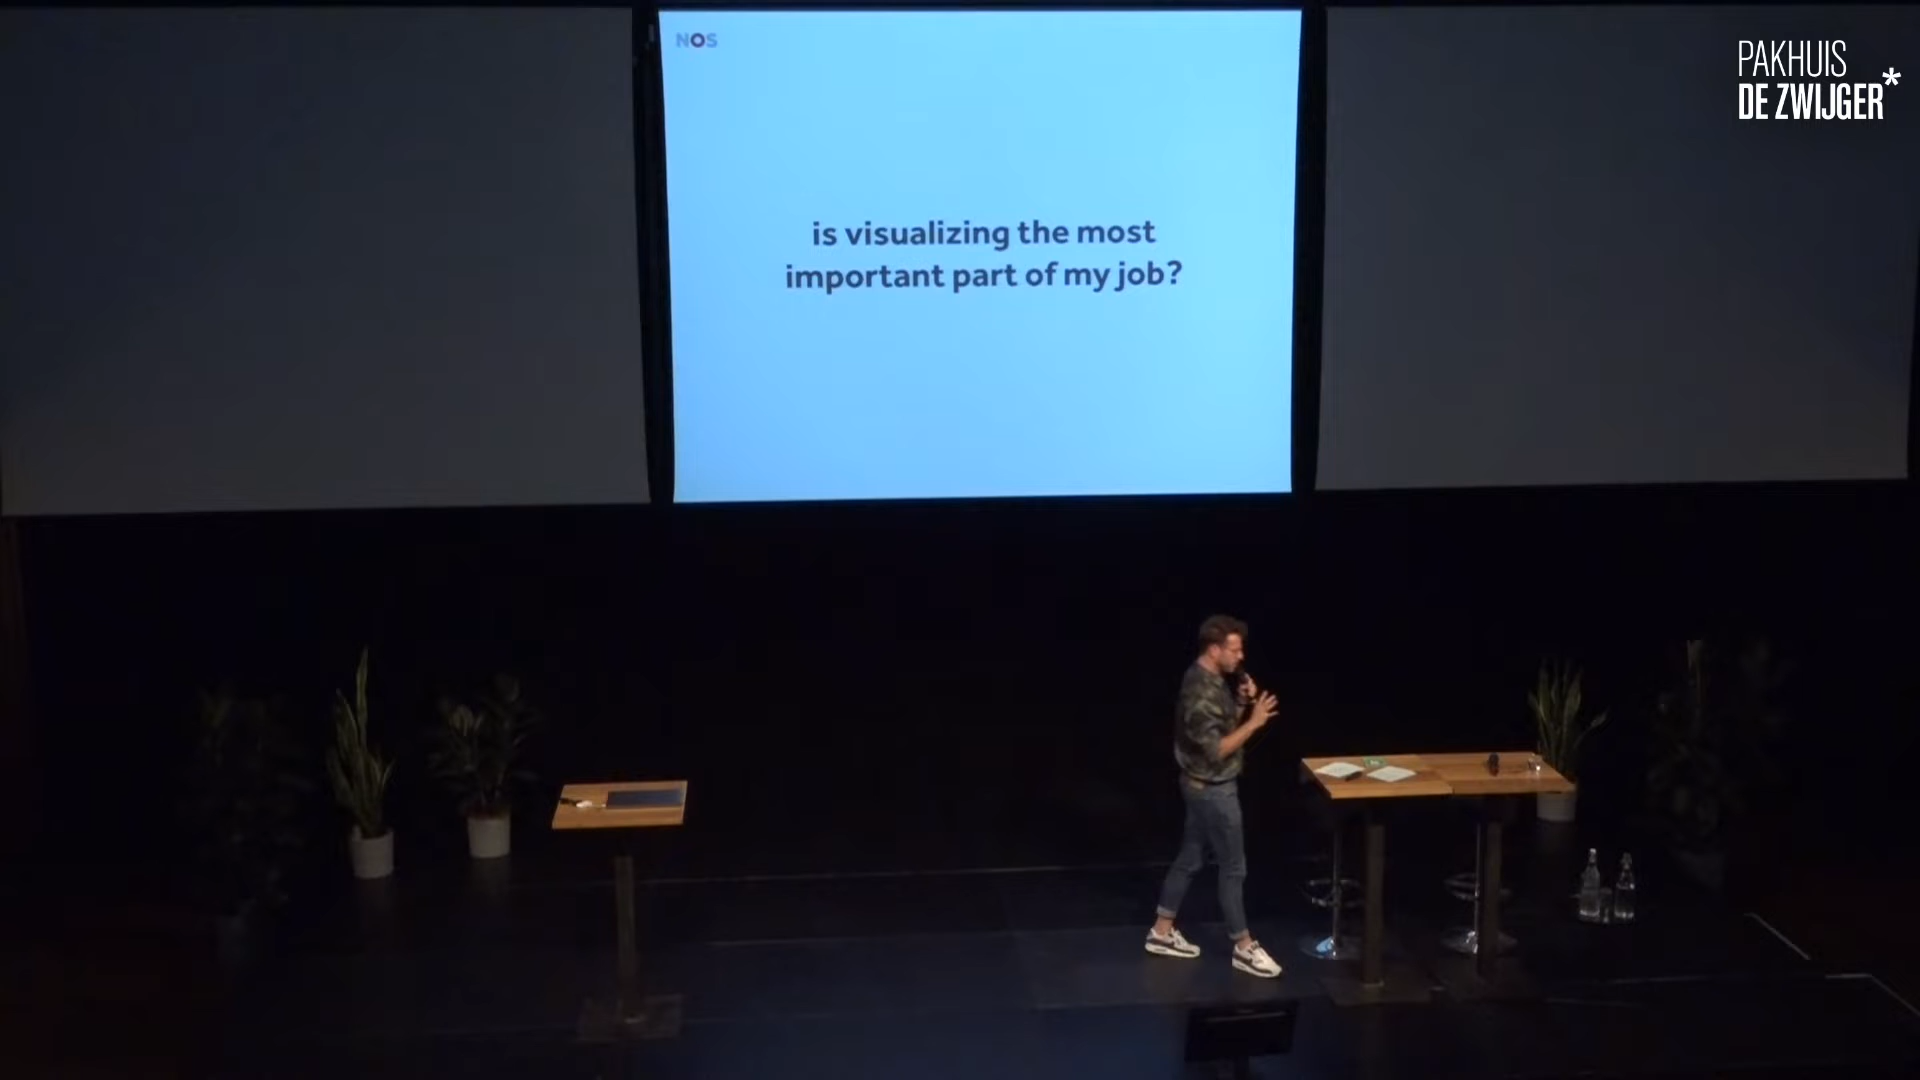 NOS
PAKHUIS
DE ZWIJGER*
is visualizing the most
important part of my job?